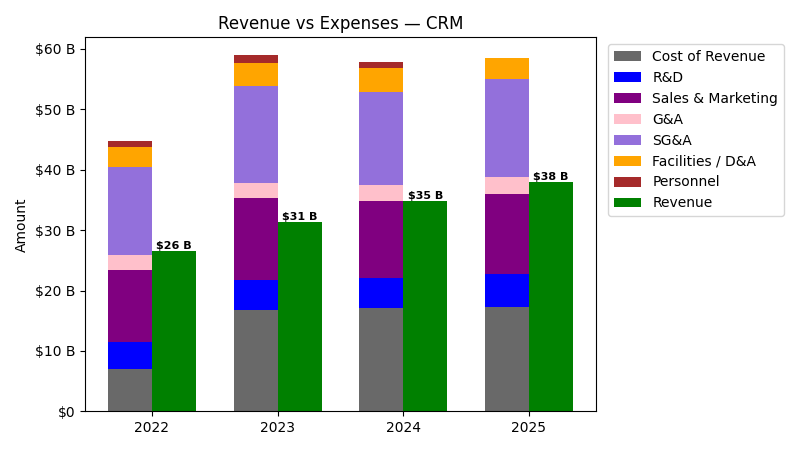 Revenue vs Expenses — CRM
Amount
$60 B
$50 B
$40 B
$30 B
$20 B
$10 B
$0
$26 B
$31 B
$35 B
$38 B
2022
2023
2024
2025
Cost of Revenue
R&D
Sales & Marketing
G&A
SG&A
Facilities / D&A
Personnel
Revenue